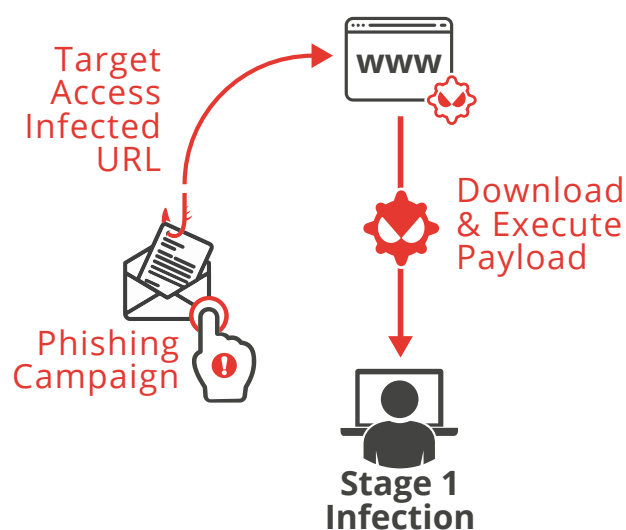 Target
Access
Infected
URL
www
Download
& Execute
Payload
Phishing
Campaign
!
Stage 1
Infection